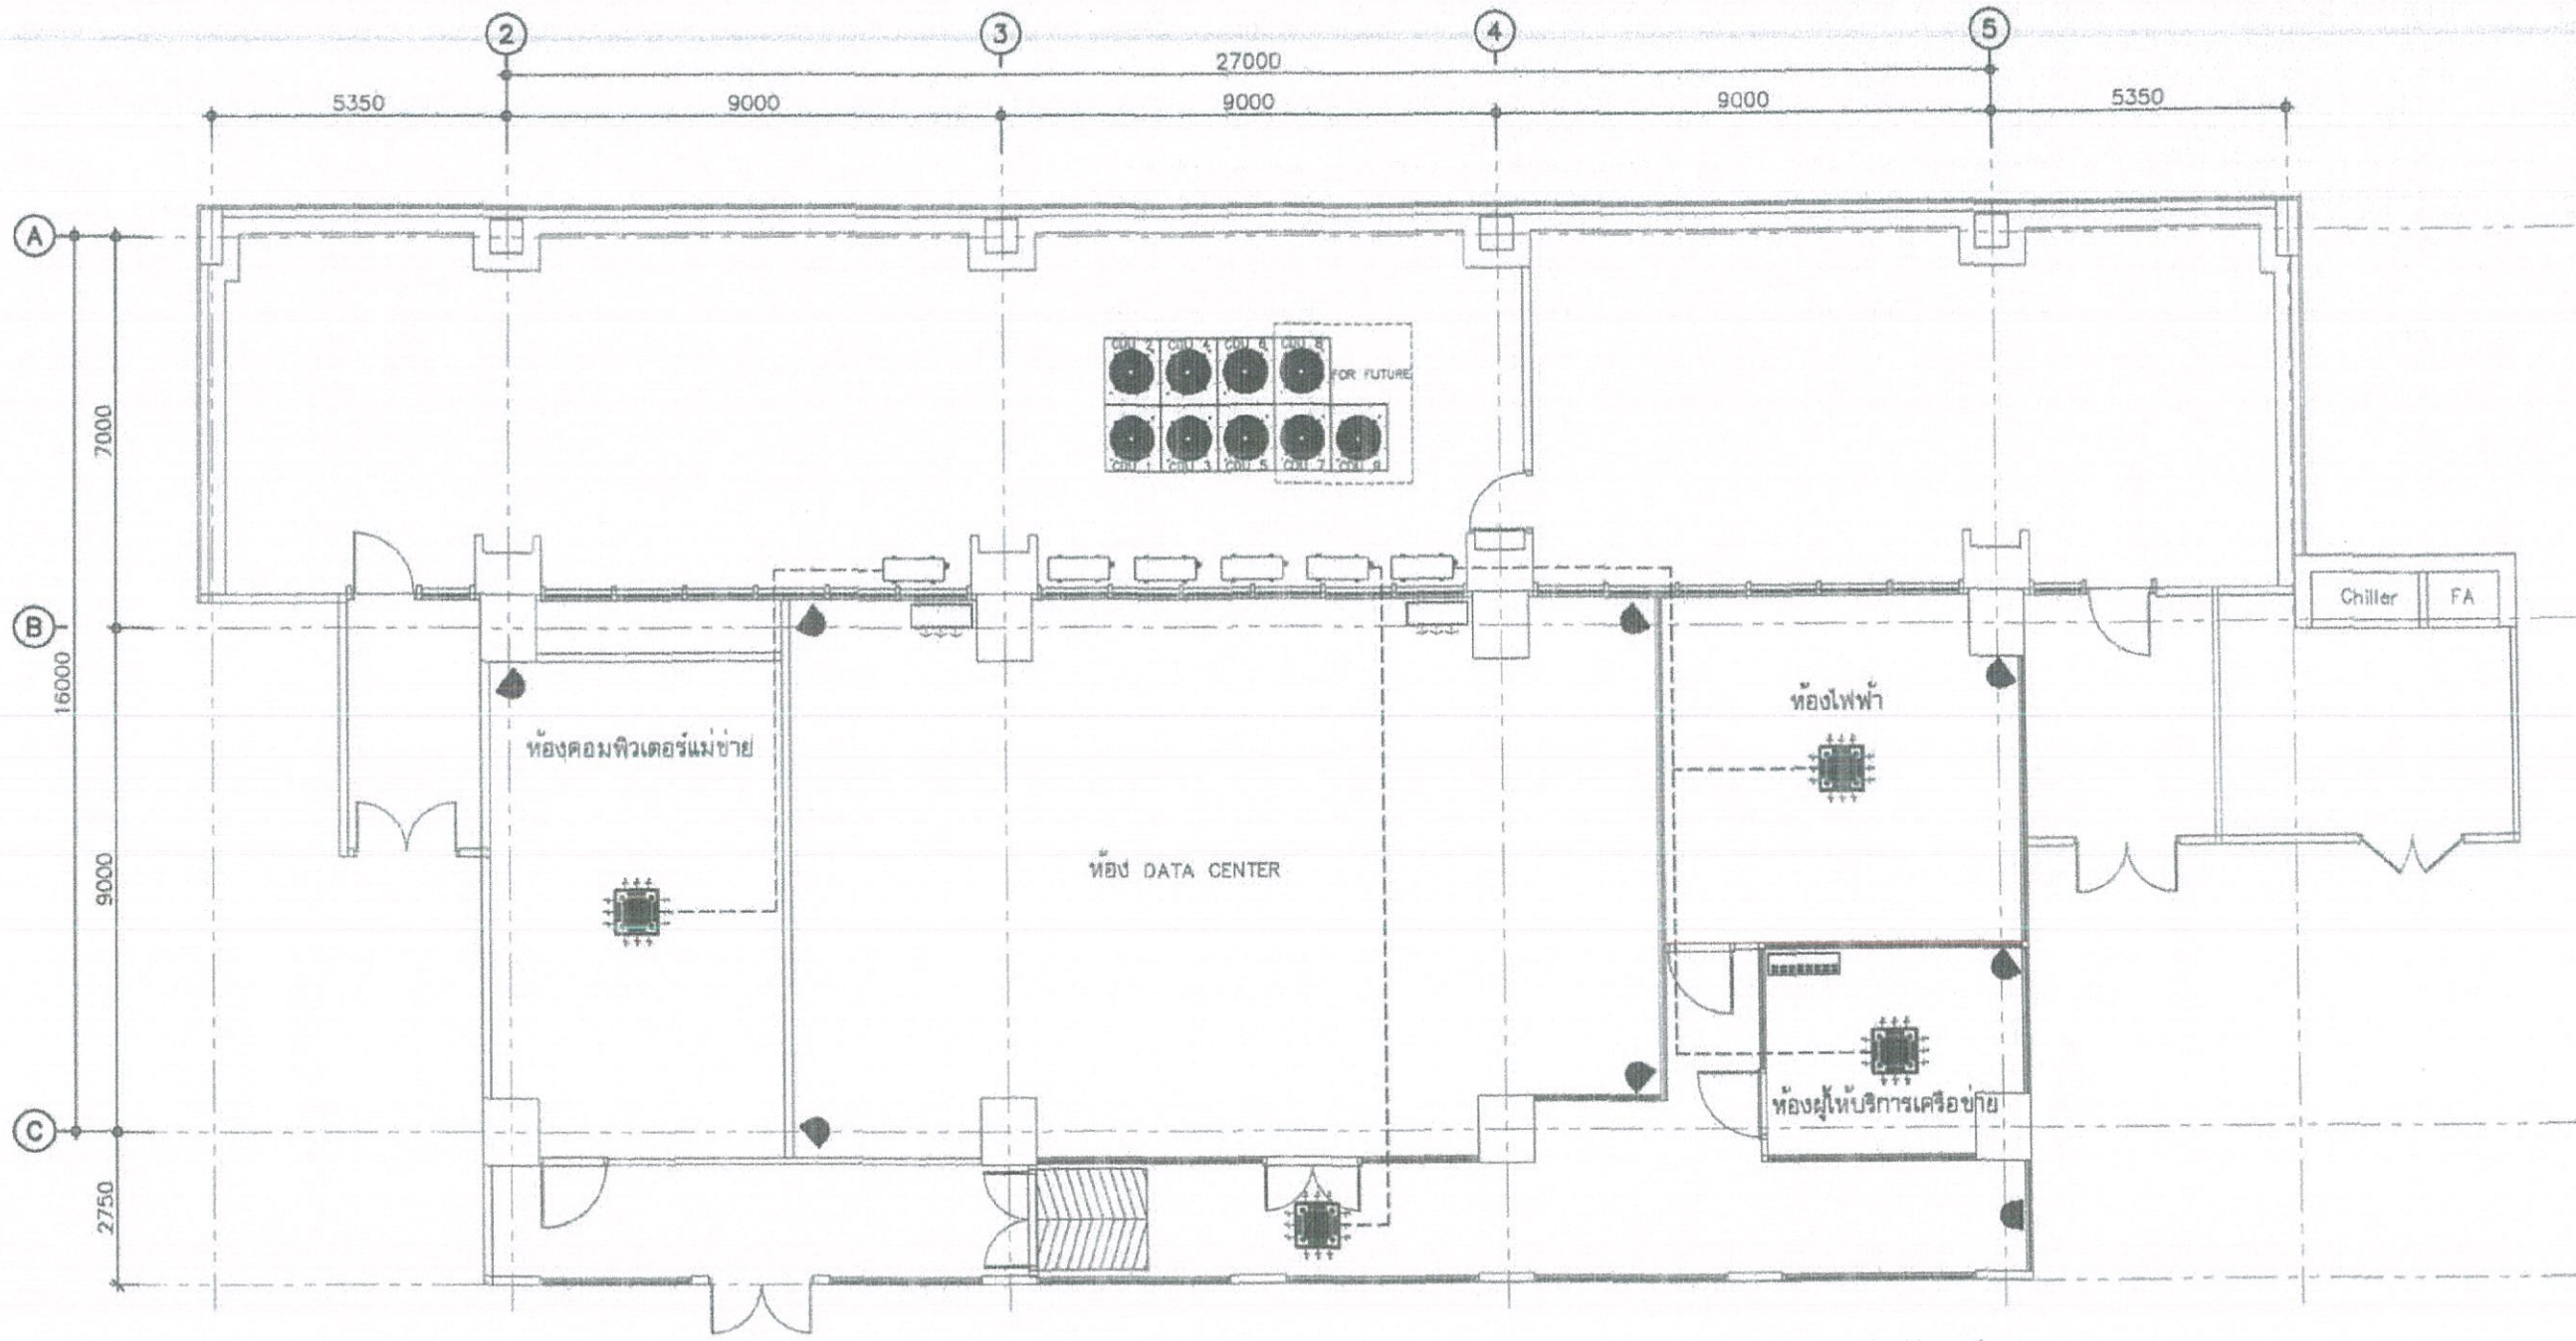 2
3
4
5
27000
5350
9000
9000
9000
5350
A
7000
CDU 2
CDU 4
CDU 6
CDU 8
FOR FUTURE
CDU 1
CDU 3
CDU 5
CDU 7
CDU 9
Chiller
FA
B
16000
ห้องไฟฟ้า
ห้องคอมพิวเตอร์แม่ข่าย
ห้อง DATA CENTER
9000
ห้องผู้ให้บริการเครือข่าย
C
2750